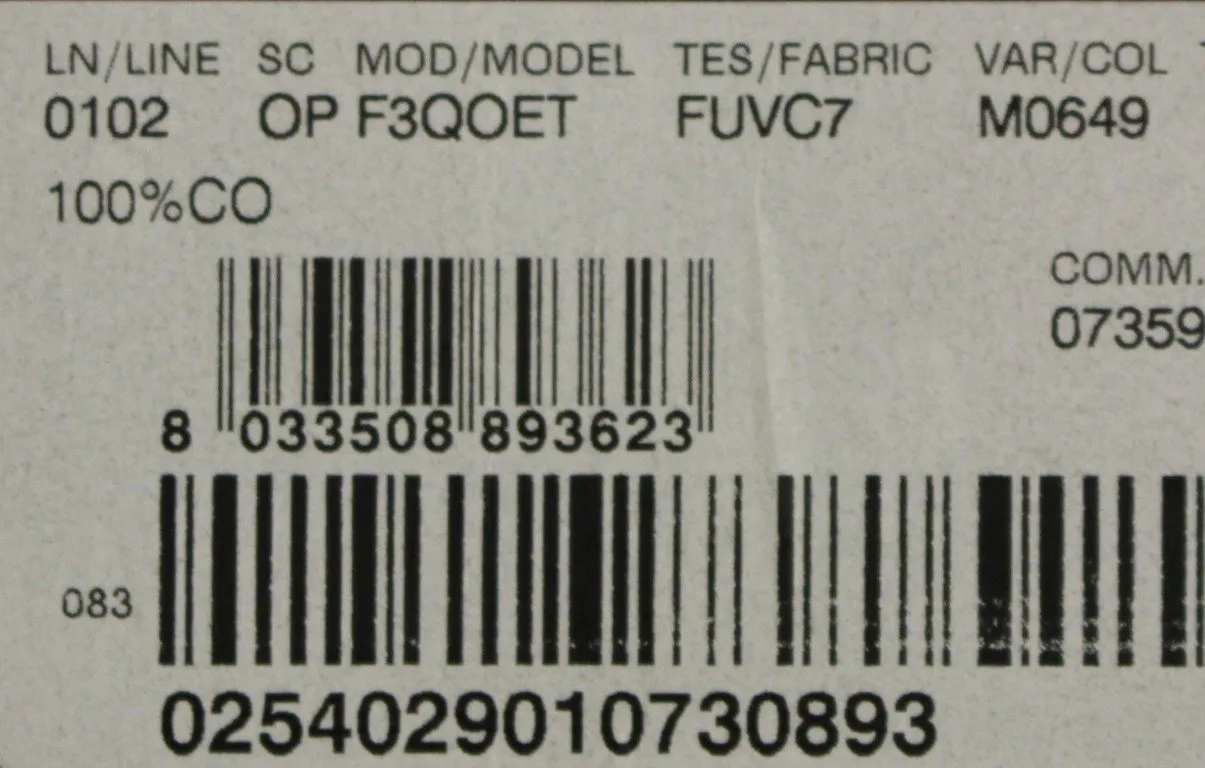 LN/LINE SC MOD/MODEL TES/FABRIC VAR/COL
0102 OP F3QOET FUVC7 M0649
100%CO
COMM.
07359
8 033508 893623
083
0254029010730893